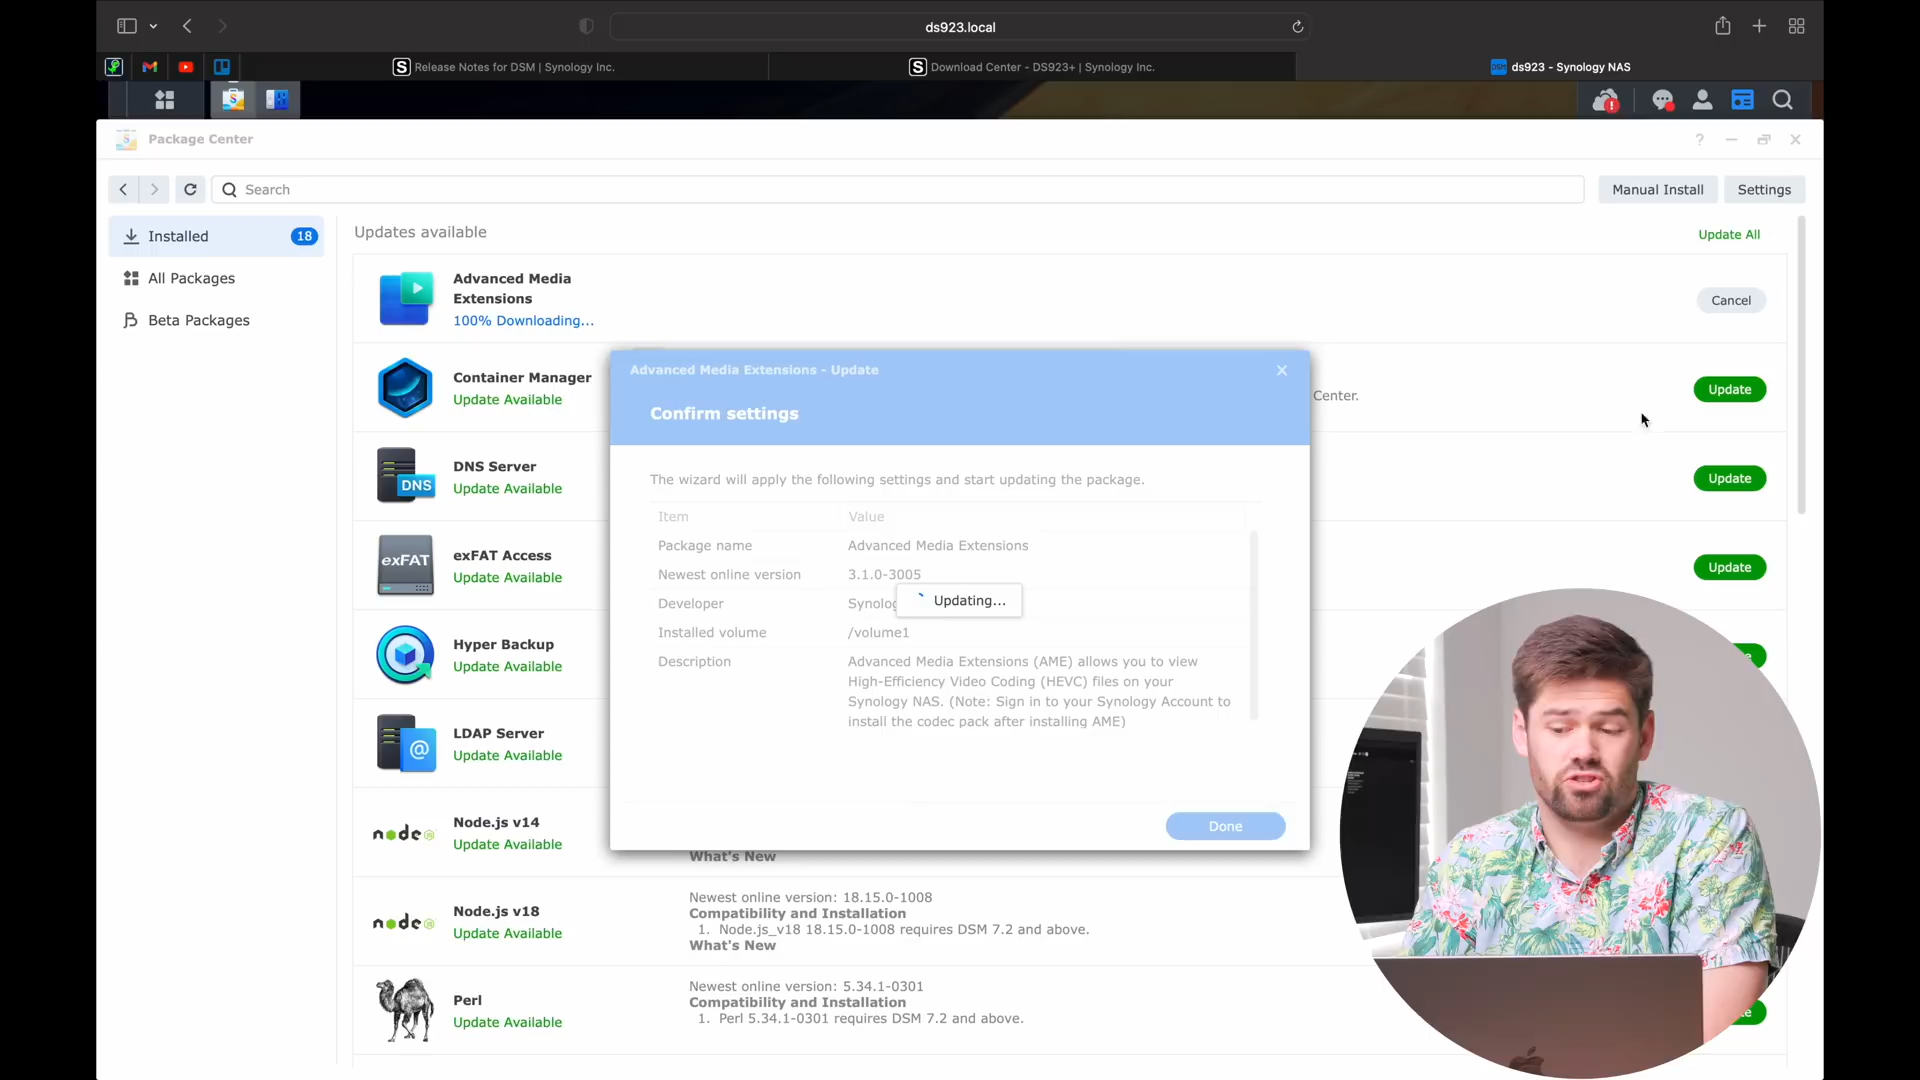 ds923.local
S Release Notes for DSM | Synology Inc.
S Download Center - DS923+ | Synology Inc.
DSM ds923 - Synology NAS
S
!
S Package Center
?
Search
Manual Install
Settings
Installed
18
All Packages
Beta Packages
Updates available
Update All
Advanced Media
Extensions
100% Downloading...
Cancel
Container Manager
Update Available
Center.
Update
DNS
DNS Server
Update Available
Update
exFAT
exFAT Access
Update Available
Update
Hyper Backup
Update Available
@
LDAP Server
Update Available
Advanced Media Extensions - Update
Confirm settings
The wizard will apply the following settings and start updating the package.
Item Value
Package name Advanced Media Extensions
Newest online version 3.1.0-3005
Developer
Updating...
Installed volume /volume1
Description Advanced Media Extensions (AME) allows you to view
High-Efficiency Video Coding (HEVC) files on your
Synology NAS. (Note: Sign in to your Synology Account to
install the codec pack after installing AME)
Done
node
Node.js v14
Update Available
What's New
node
Node.js v18
Update Available
Newest online version: 18.15.0-1008
Compatibility and Installation
1. Node.js_v18 18.15.0-1008 requires DSM 7.2 and above.
What's New
Perl
Update Available
Newest online version: 5.34.1-0301
Compatibility and Installation
1. Perl 5.34.1-0301 requires DSM 7.2 and above.